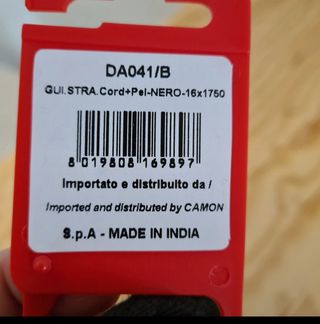 DA041/B
GUI.STRA.Cord+Pel-NERO-16x1750
8 019808 169897
Importato e distribuito da /
Imported and distributed by CAMON
S.p.A - MADE IN INDIA